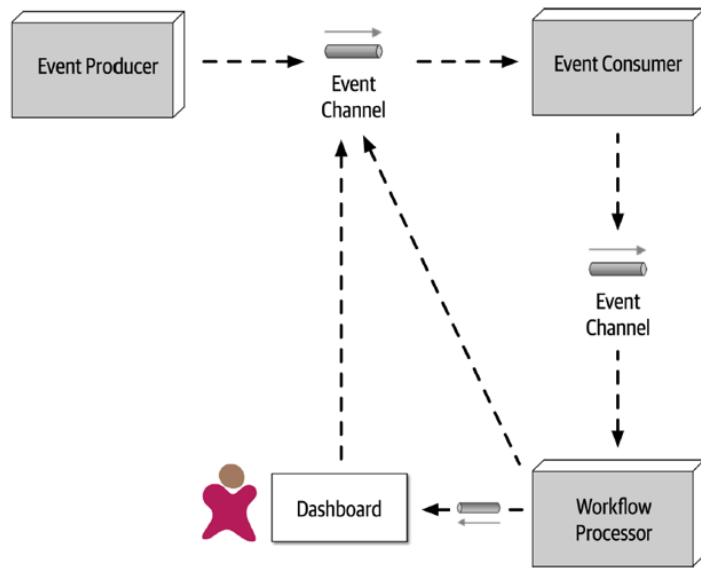 Event Producer
Event
Channel
Event Consumer
Event
Channel
Dashboard
Workflow
Processor